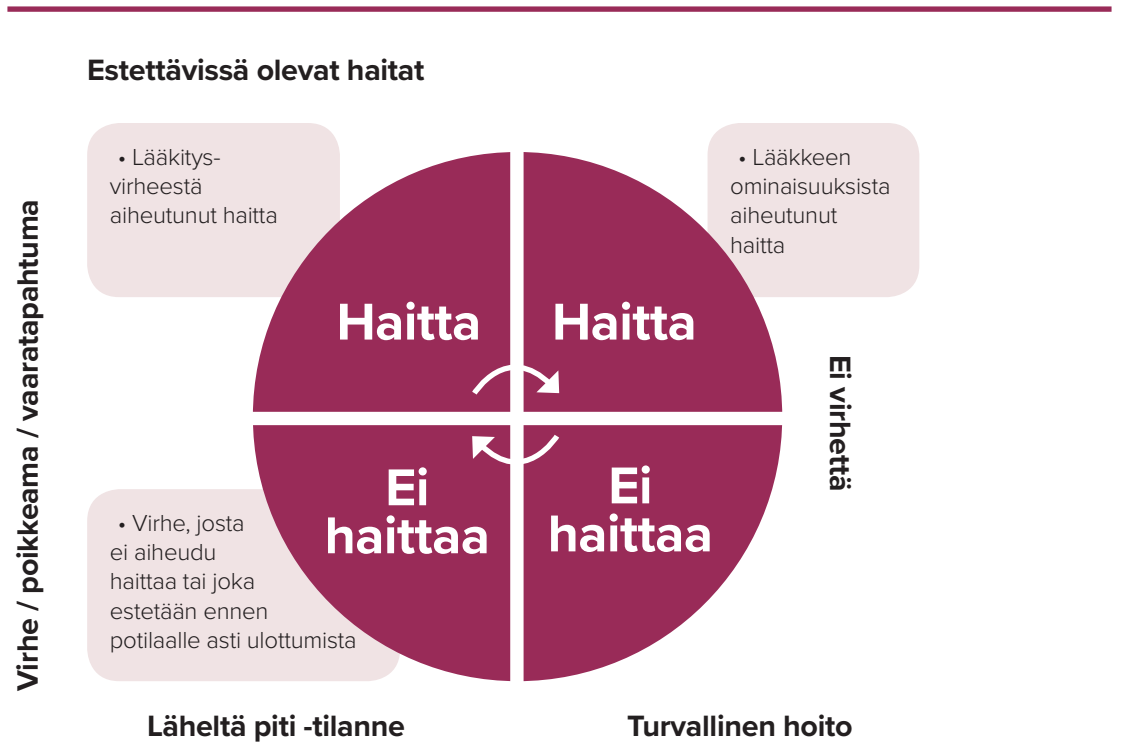 Estettävissä olevat haitat
• Lääkitys-
virheestä
aiheutunut haitta
• Lääkkeen
ominaisuuksista
aiheutunut
haitta
Virhe / poikkeama / vaaratapahtuma
Haitta
Haitta
Ei virhettä
Ei
haittaa
Ei
haittaa
• Virhe, josta
ei aiheudu
haittaa tai joka
estetään ennen
potilaalle asti ulottumista
Läheltä piti -tilanne
Turvallinen hoito